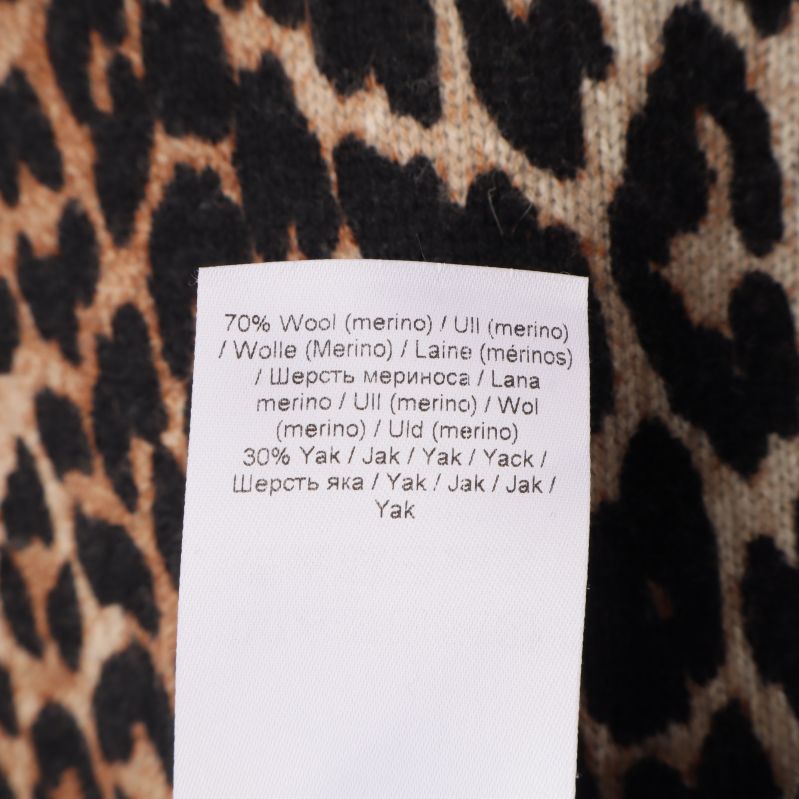 70% Wool (merino) / Ull (merino)
/ Wolle (Merino) / Laine (mérinos)
/ Шерсть мериноса / Lana
merino / Ull (merino) / Wol
(merino) / Uld (merino)
30% Yak / Jak / Yak / Yack /
Шерсть яка / Yak / Jak / Jak /
Yak